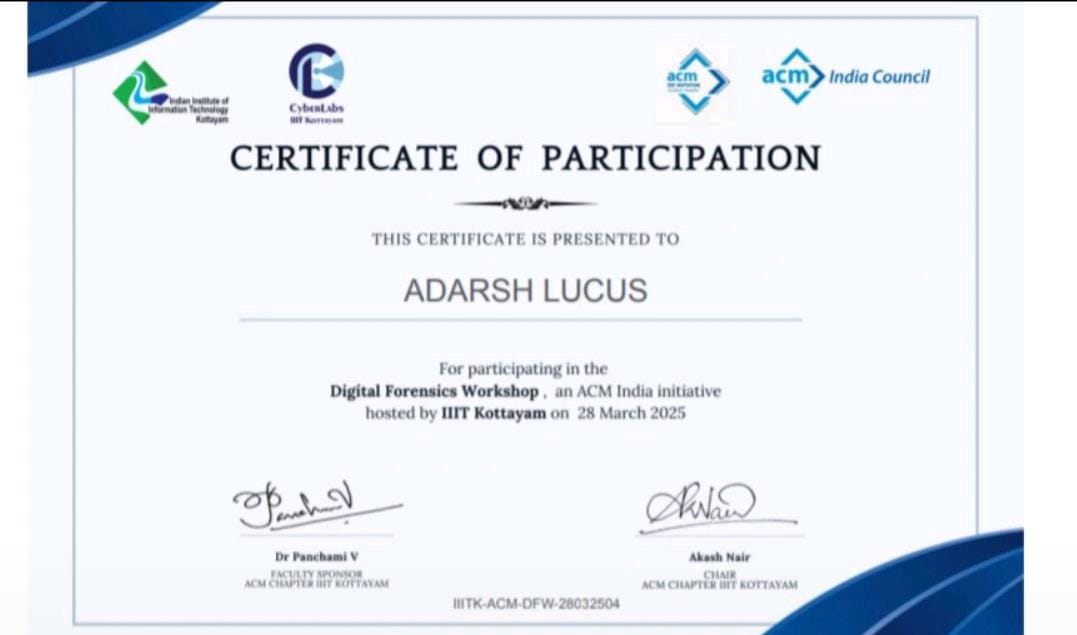 Indian Institute of
Information Technology
Kottayam
CyberLabs
IIIT Kottayam
acm
acm India Council
CERTIFICATE OF PARTICIPATION
THIS CERTIFICATE IS PRESENTED TO
ADARSH LUCUS
For participating in the
Digital Forensics Workshop , an ACM India initiative
hosted by IIIT Kottayam on 28 March 2025
Dr Panchami V
FACULTY SPONSOR
ACM CHAPTER IIIT KOTTAYAM
Akash Nair
CHAIR
ACM CHAPTER IIIT KOTTAYAM
IIITK-ACM-DFW-28032504